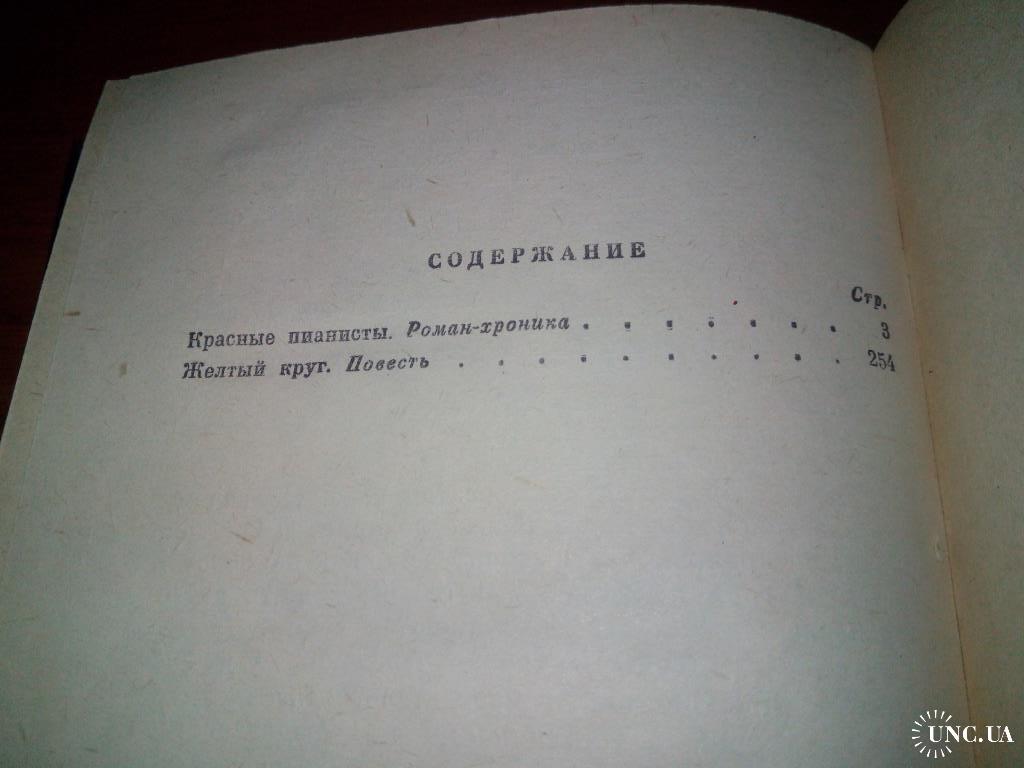 СОДЕРЖАНИЕ
Стр.
Красные пианисты. Роман-хроника . . . . . . . 3
Желтый круг. Повесть . . . . . . . . . . 254
UNC.UA